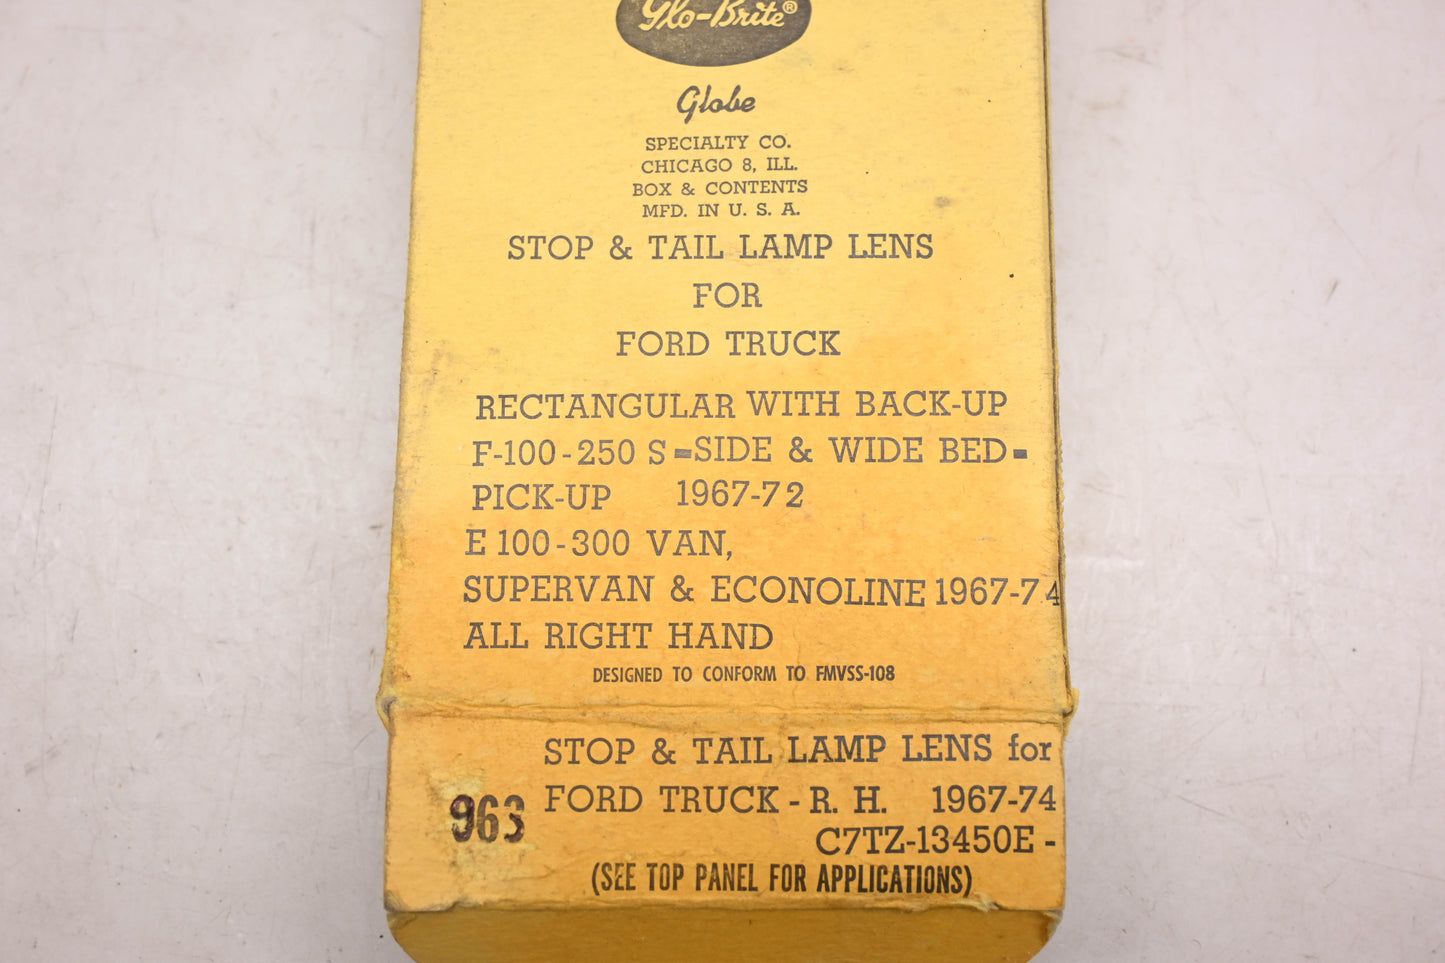 Glo-Brite®
Globe
SPECIALTY CO.
CHICAGO 8, ILL.
BOX & CONTENTS
MFD. IN U. S. A.
STOP & TAIL LAMP LENS
FOR
FORD TRUCK
RECTANGULAR WITH BACK-UP
F-100-250 S-SIDE & WIDE BED-
PICK-UP 1967-72
E 100-300 VAN,
SUPERVAN & ECONOLINE 1967-74
ALL RIGHT HAND
DESIGNED TO CONFORM TO FMVSS-108
STOP & TAIL LAMP LENS for
963 FORD TRUCK - R. H. 1967-74
C7TZ-13450E -
(SEE TOP PANEL FOR APPLICATIONS)